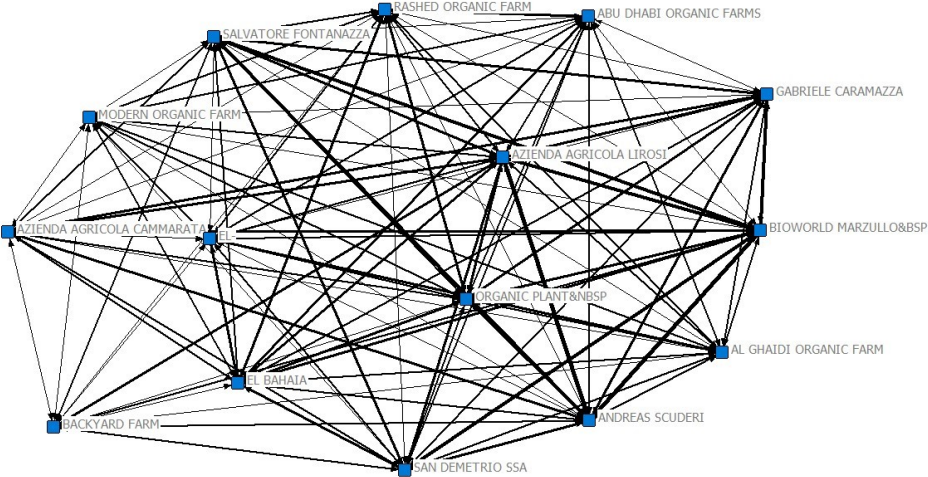 RASHED ORGANIC FARM
ABU DHABI ORGANIC FARMS
SALVATORE FONTANAZZA
GABRIELE CARAMAZZA
MODERN ORGANIC FARM
AZIENDA AGRICOLA LIROSI
AZIENDA AGRICOLA CAMMARATA
EL-
BIOWORLD MARZULLO&BSP
ORGANIC PLANT&NBSP
AL GHAIDI ORGANIC FARM
EL BAHAIA
ANDREAS SCUDERI
BACKYARD FARM
SAN DEMETRIO SSA